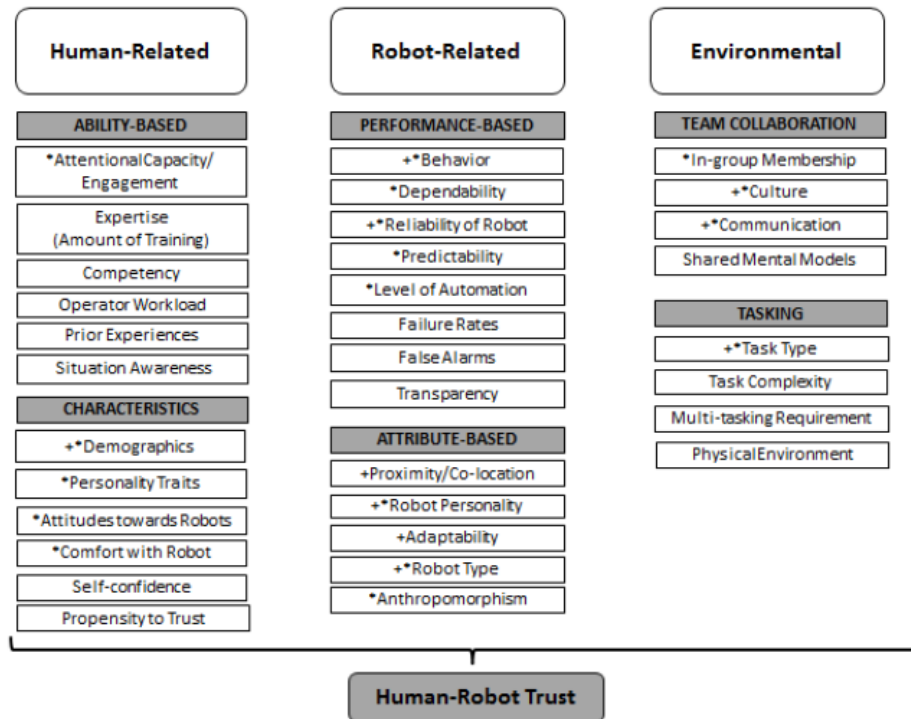 Human-Related
ABILITY-BASED
*Attentional Capacity/
Engagement
Expertise
(Amount of Training)
Competency
Operator Workload
Prior Experiences
Situation Awareness
CHARACTERISTICS
+*Demographics
*Personality Traits
*Attitudes towards Robots
*Comfort with Robot
Self-confidence
Propensity to Trust
Robot-Related
PERFORMANCE-BASED
+*Behavior
*Dependability
+*Reliability of Robot
*Predictability
*Level of Automation
Failure Rates
False Alarms
Transparency
ATTRIBUTE-BASED
+Proximity/Co-location
+*Robot Personality
+Adaptability
+*Robot Type
*Anthropomorphism
Environmental
TEAM COLLABORATION
*In-group Membership
+*Culture
+*Communication
Shared Mental Models
TASKING
+*Task Type
Task Complexity
Multi-tasking Requirement
Physical Environment
Human-Robot Trust